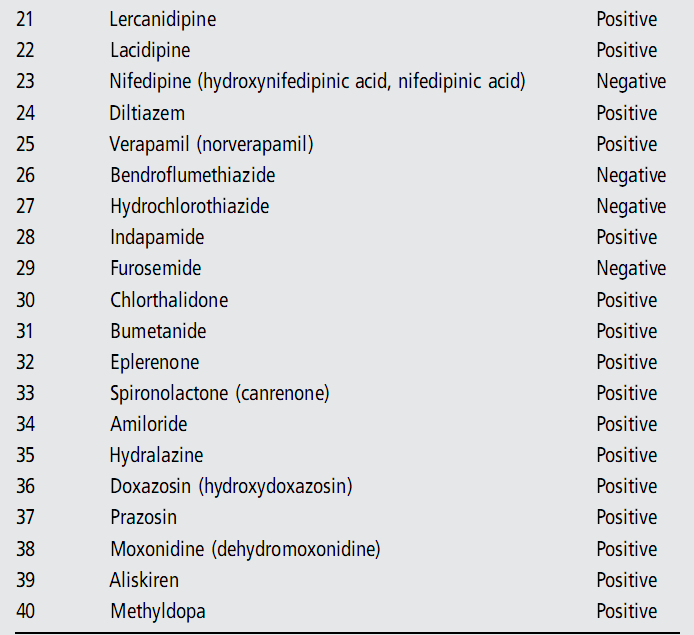 21 Lercanidipine Positive
22 Lacidipine Positive
23 Nifedipine (hydroxynifedipinic acid, nifedipinic acid) Negative
24 Diltiazem Positive
25 Verapamil (norverapamil) Positive
26 Bendroflumethiazide Negative
27 Hydrochlorothiazide Negative
28 Indapamide Positive
29 Furosemide Negative
30 Chlorthalidone Positive
31 Bumetanide Positive
32 Eplerenone Positive
33 Spironolactone (canrenone) Positive
34 Amiloride Positive
35 Hydralazine Positive
36 Doxazosin (hydroxydoxazosin) Positive
37 Prazosin Positive
38 Moxonidine (dehydromoxonidine) Positive
39 Aliskiren Positive
40 Methyldopa Positive